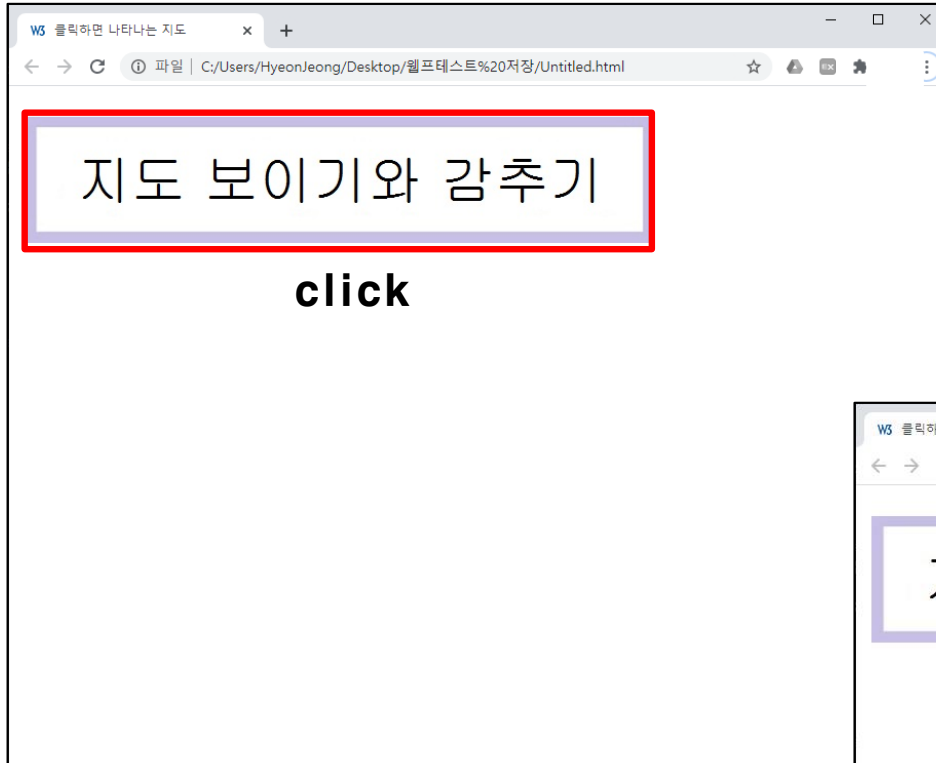 W3 클릭하면 나타나는 지도
파일 C:/Users/HyeonJeong/Desktop/웹프테스트%20저장/Untitled.html
EX
지도 보이기와 감추기
click
W3 클릭하